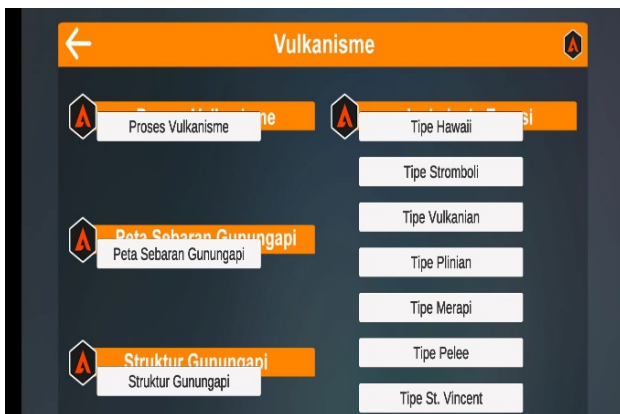 Vulkanisme
Proses Vulkanisme
Peta Sebaran Gunungapi
Peta Sebaran Gunungapi
Struktur Gunungapi
Struktur Gunungapi
Tipe Hawaii
Tipe Stromboli
Tipe Vulkanian
Tipe Plinian
Tipe Merapi
Tipe Pelee
Tipe St. Vincent